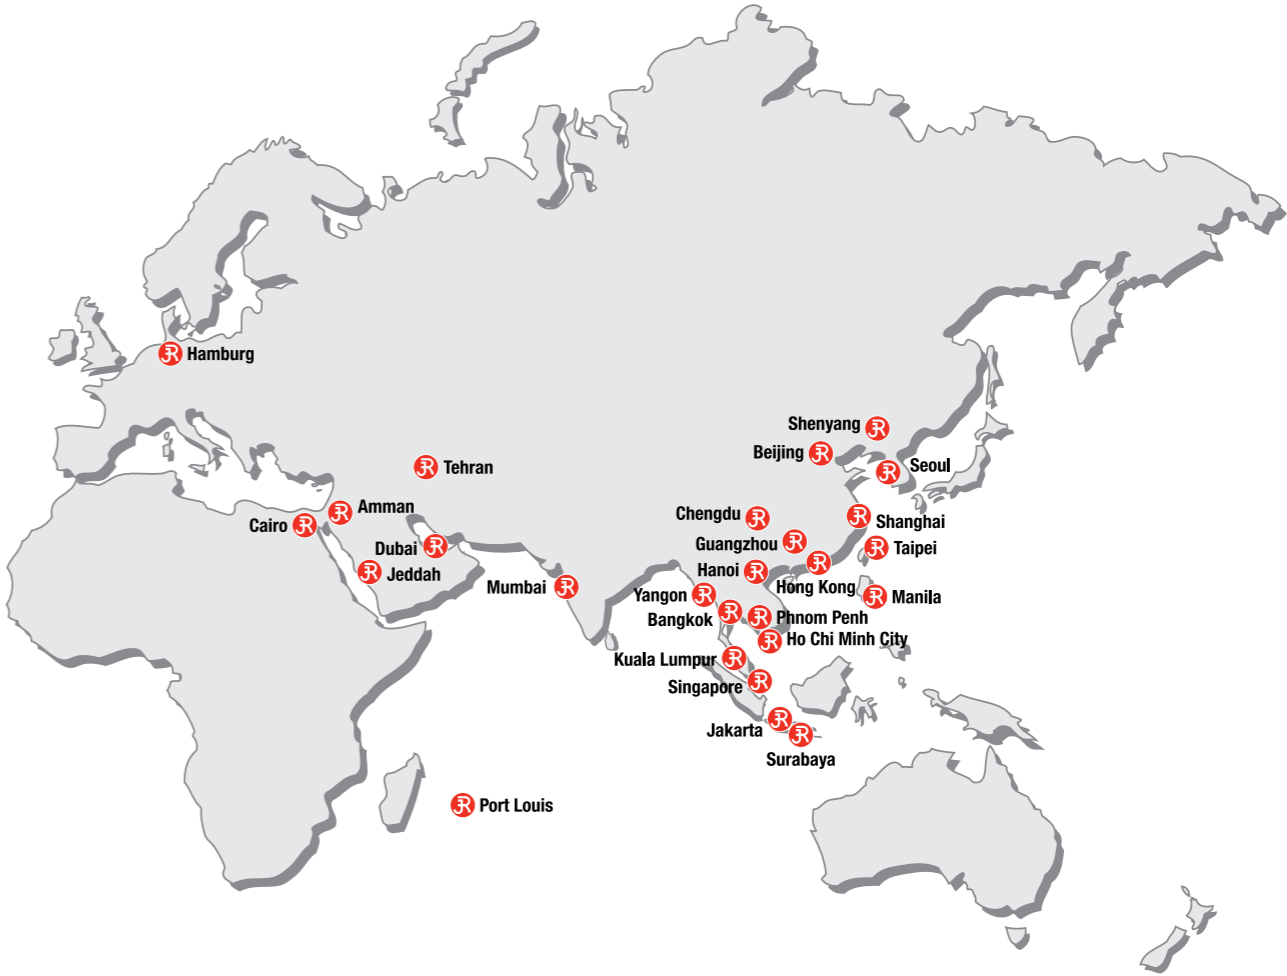 Hamburg
Shenyang
Beijing
Seoul
Tehran
Amman
Chengdu
Shanghai
Cairo
Guangzhou
Taipei
Dubai
Hanoi
Jeddah
Mumbai
Hong Kong
Yangon
Manila
Bangkok
Phnom Penh
Ho Chi Minh City
Kuala Lumpur
Singapore
Jakarta
Surabaya
Port Louis